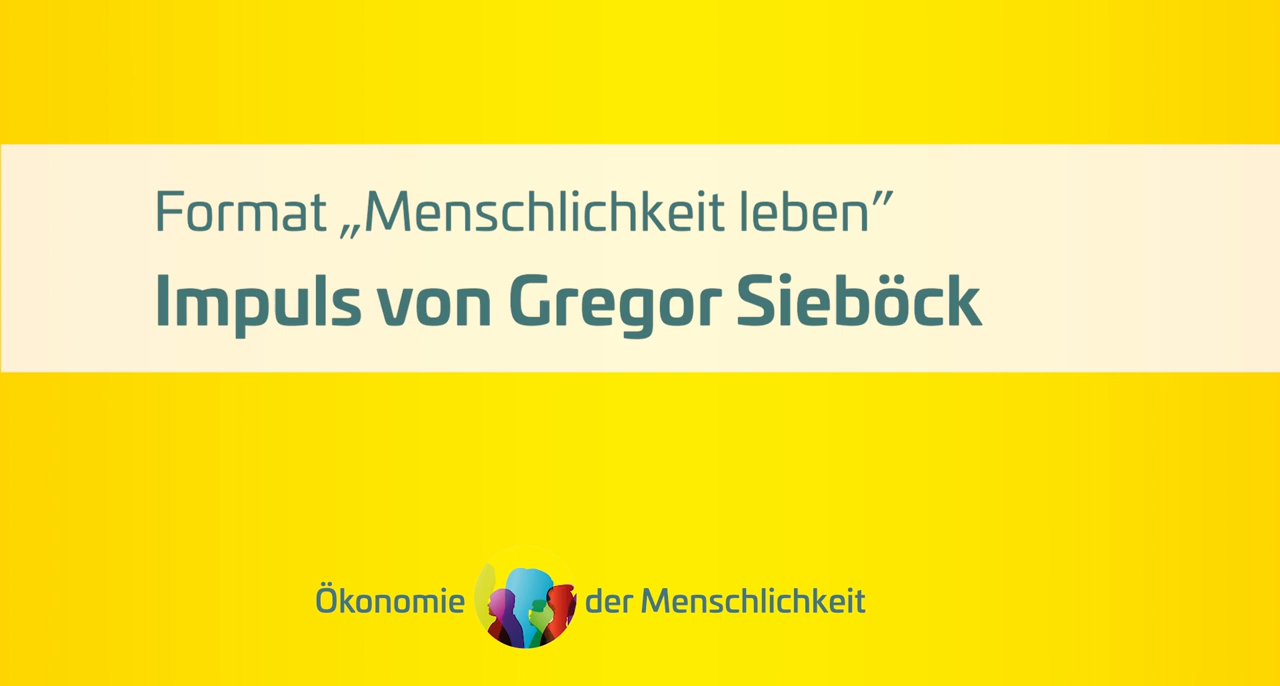 Format „Menschlichkeit leben”
Impuls von Gregor Sieböck
Ökonomie der Menschlichkeit